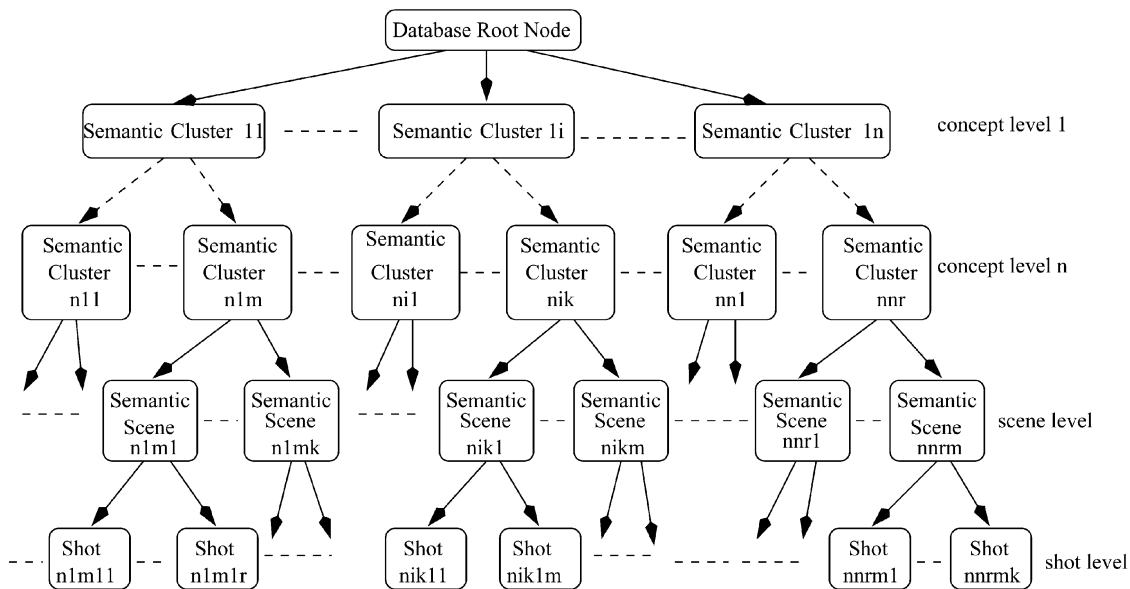 Database Root Node
Semantic Cluster 11
Semantic Cluster 1i
Semantic Cluster 1n
concept level 1
Semantic
Cluster
n11
Semantic
Cluster
n1m
Semantic
Cluster
ni1
Semantic
Cluster
nik
Semantic
Cluster
nn1
Semantic
Cluster
nnr
concept level n
Semantic
Scene
n1m1
Semantic
Scene
n1mk
Semantic
Scene
nik1
Semantic
Scene
nikm
Semantic
Scene
nnr1
Semantic
Scene
nnrm
scene level
Shot
n1m11
Shot
n1m1r
Shot
nik11
Shot
nik1m
Shot
nnrm1
Shot
nnrmk
shot level